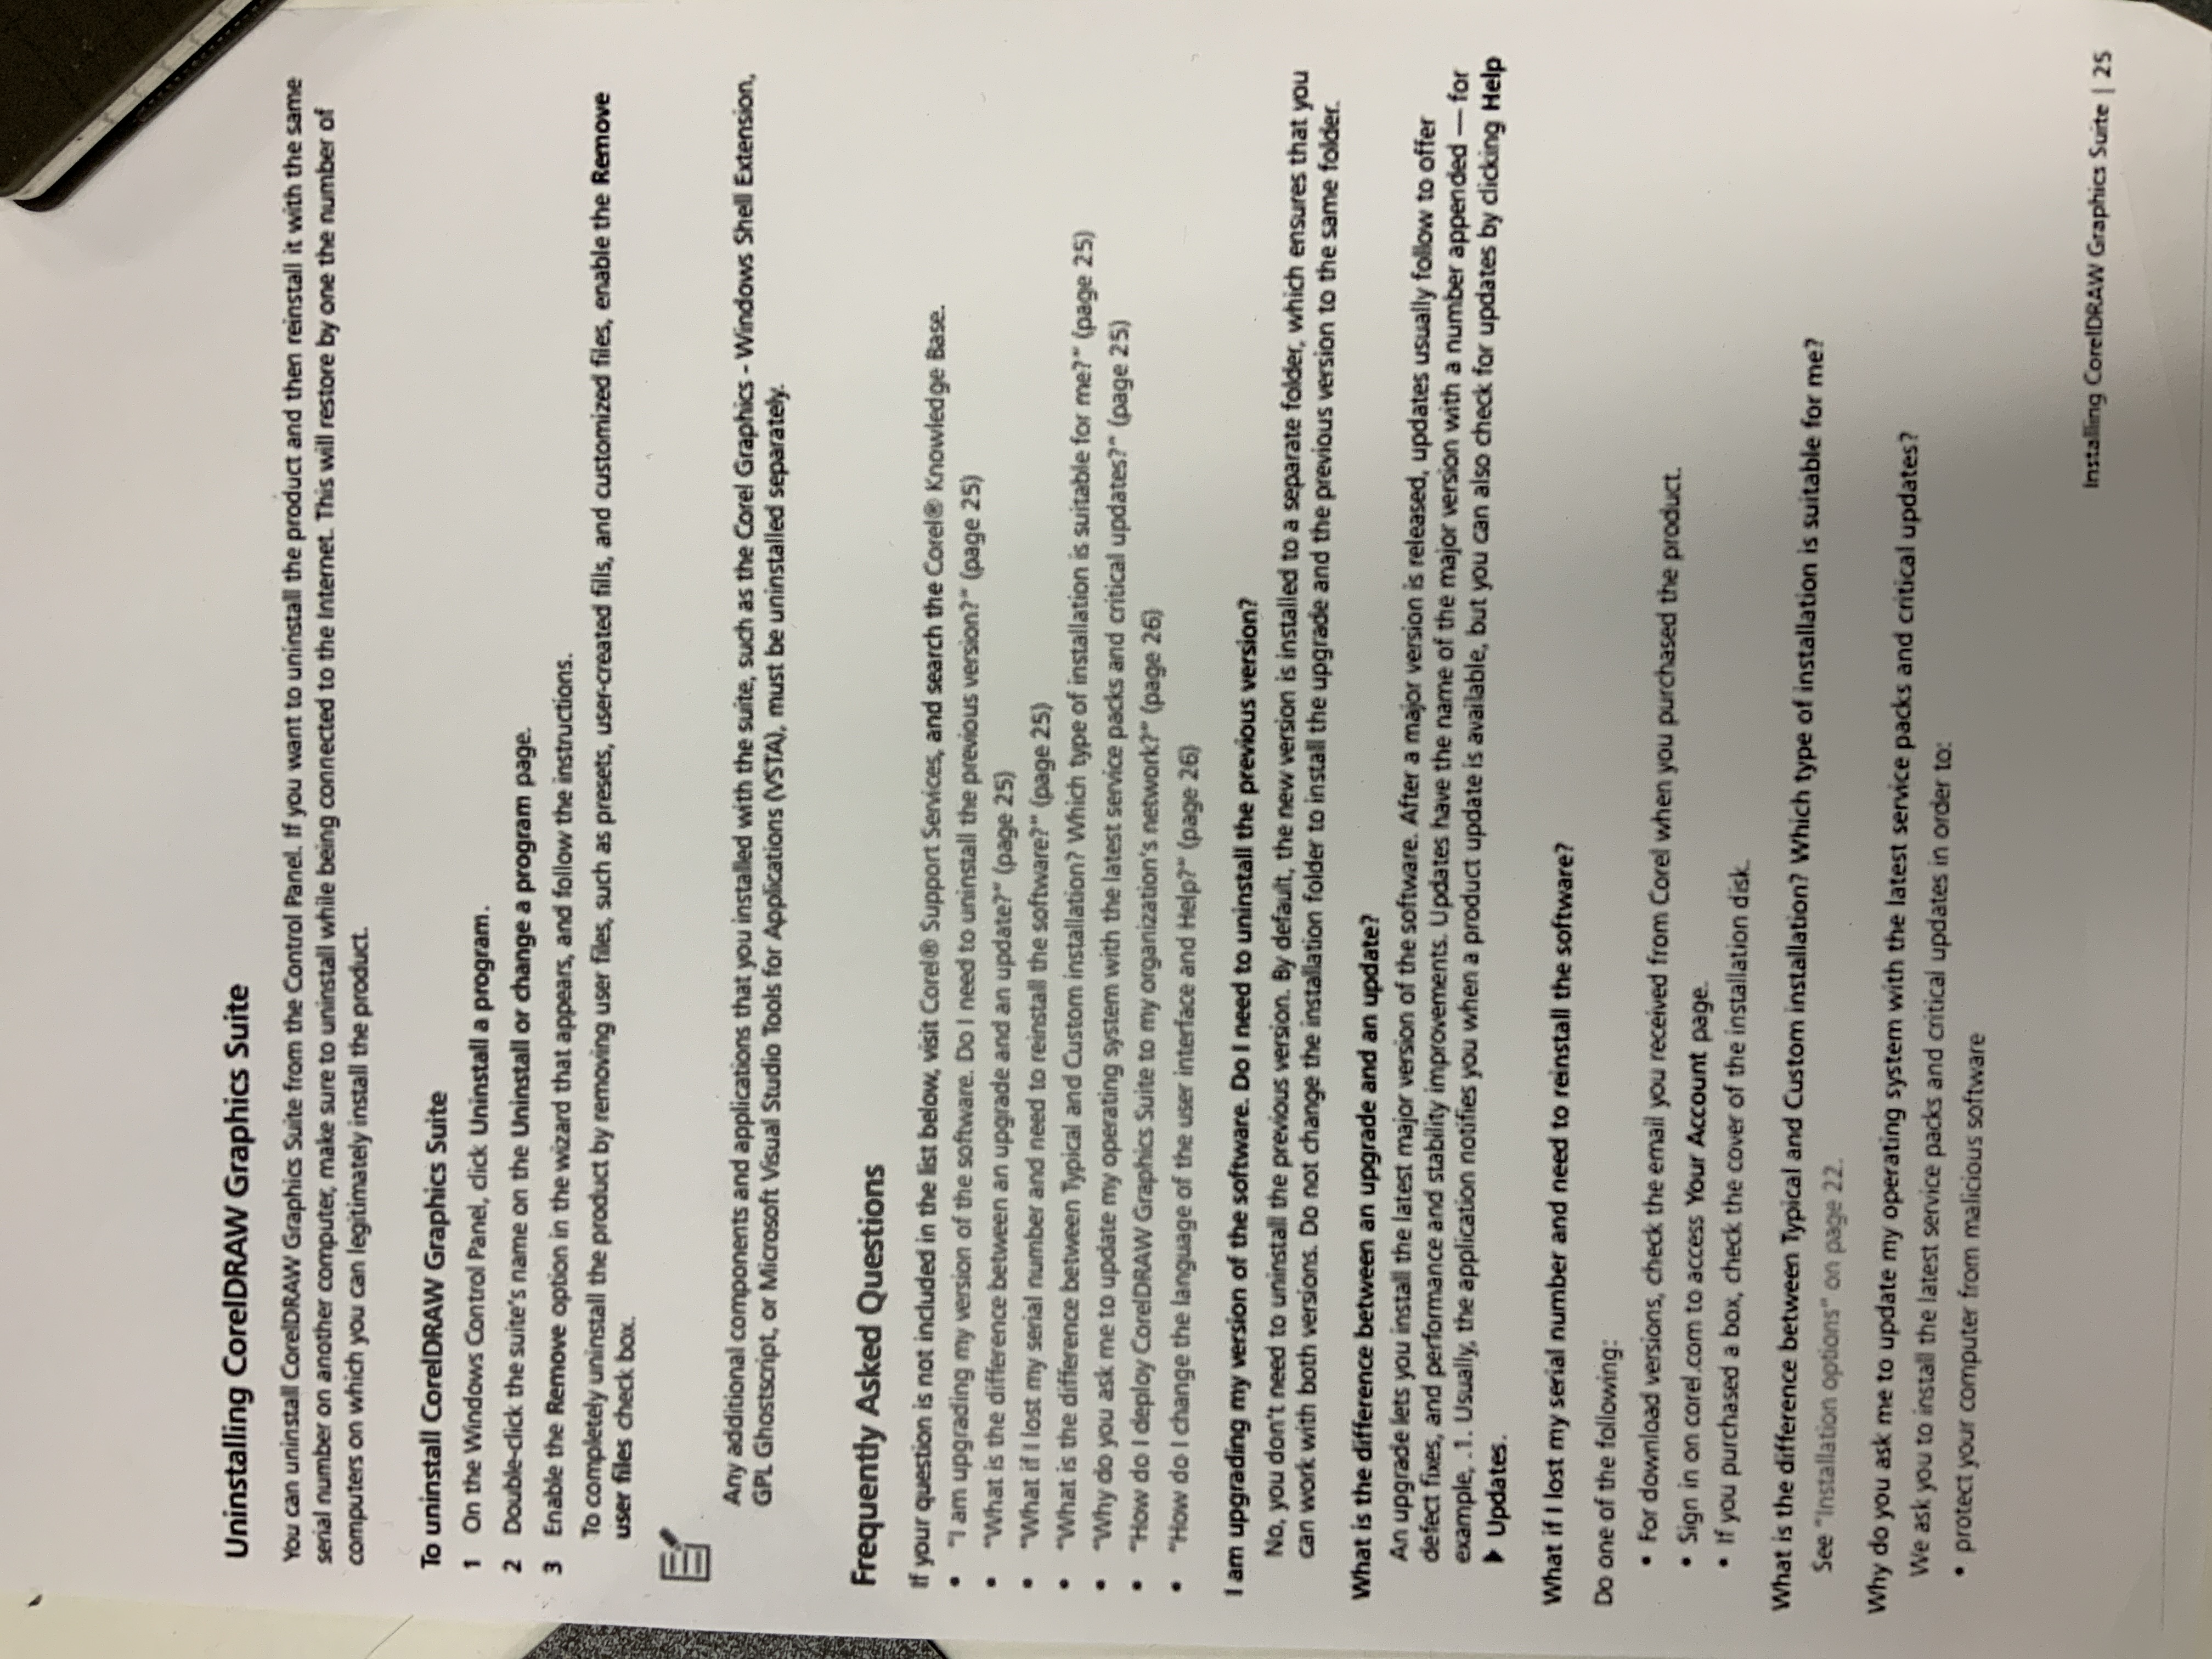 Uninstalling CorelDRAW Graphics Suite
You can uninstall CorelDRAW Graphics Suite from the Control Panel. If you want to uninstall the product and then reinstall it with the same
serial number on another computer, make sure to uninstall while being connected to the Internet. This will restore by one the number of
computers on which you can legitimately install the product.
To uninstall CorelDRAW Graphics Suite
1 On the Windows Control Panel, click Uninstall a program.
2 Double-click the suite's name on the Uninstall or change a program page.
3 Enable the Remove option in the wizard that appears, and follow the instructions.
To completely uninstall the product by removing user files, such as presets, user-created fills, and customized files, enable the Remove
user files check box.
Any additional components and applications that you installed with the suite, such as the Corel Graphics - Windows Shell Extension,
GPL Ghostscript, or Microsoft Visual Studio Tools for Applications (VSTA), must be uninstalled separately.
Frequently Asked Questions
If your question is not included in the list below, visit Corel® Support Services, and search the Corel® Knowledge Base.
• "I am upgrading my version of the software. Do I need to uninstall the previous version?" (page 25)
• "What is the difference between an upgrade and an update?" (page 25)
• "What if I lost my serial number and need to reinstall the software?" (page 25)
• "What is the difference between Typical and Custom installation? Which type of installation is suitable for me?" (page 25)
• "Why do you ask me to update my operating system with the latest service packs and critical updates?" (page 25)
• "How do I deploy CorelDRAW Graphics Suite to my organization's network?" (page 26)
• "How do I change the language of the user interface and Help?" (page 26)
I am upgrading my version of the software. Do I need to uninstall the previous version?
No, you don't need to uninstall the previous version. By default, the new version is installed to a separate folder, which ensures that you
can work with both versions. Do not change the installation folder to install the upgrade and the previous version to the same folder.
What is the difference between an upgrade and an update?
An upgrade lets you install the latest major version of the software. After a major version is released, updates usually follow to offer
defect fixes, and performance and stability improvements. Updates have the name of the major version with a number appended — for
example, .1. Usually, the application notifies you when a product update is available, but you can also check for updates by clicking Help
▶ Updates.
What if I lost my serial number and need to reinstall the software?
Do one of the following:
• For download versions, check the email you received from Corel when you purchased the product.
• Sign in on corel.com to access Your Account page.
• If you purchased a box, check the cover of the installation disk.
What is the difference between Typical and Custom installation? Which type of installation is suitable for me?
See "Installation options" on page 22.
Why do you ask me to update my operating system with the latest service packs and critical updates?
We ask you to install the latest service packs and critical updates in order to:
• protect your computer from malicious software
Installing CorelDRAW Graphics Suite | 25